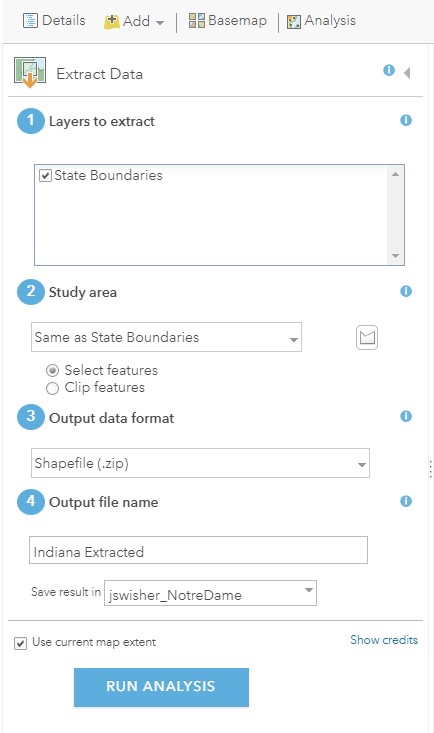 Details Add Basemap Analysis
Extract Data
1 Layers to extract
State Boundaries
2 Study area
Same as State Boundaries
Select features
Clip features
3 Output data format
Shapefile (.zip)
4 Output file name
Indiana Extracted
Save result in jswisher_NotreDame
Use current map extent Show credits
RUN ANALYSIS